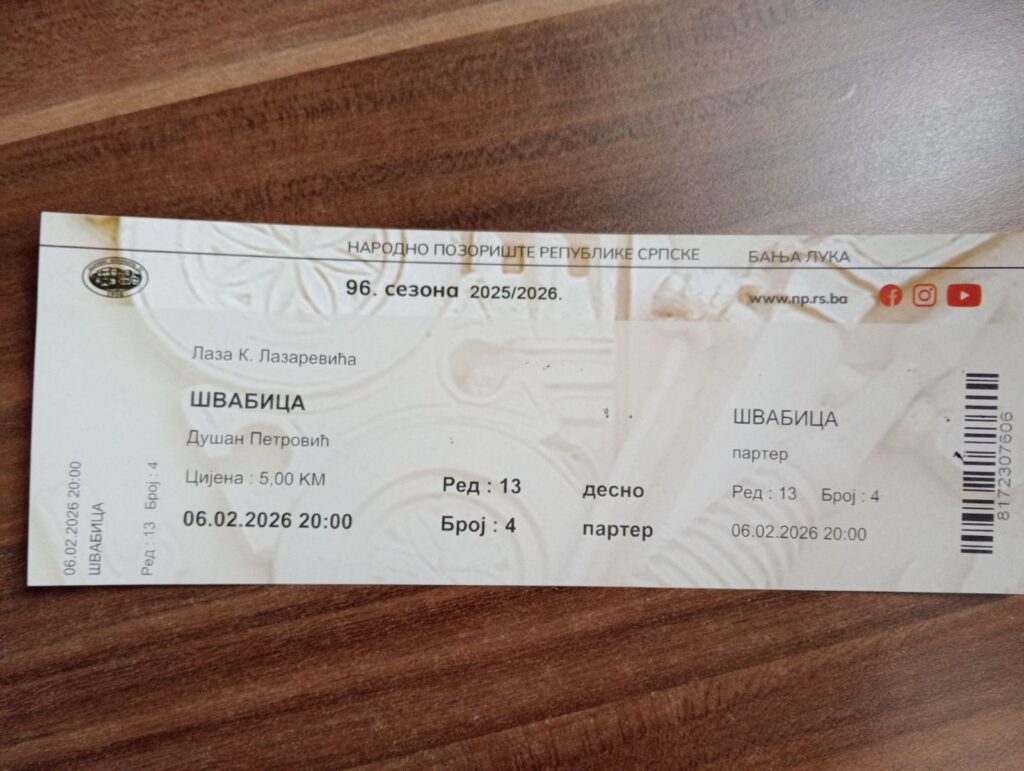 НАРОДНО ПОЗОРИШТЕ РЕПУБЛИКЕ СРПСКЕ БАЊА ЛУКА
96. сезона 2025/2026.
www.np.rs.ba
Лаза К. Лазаревића
ШВАБИЦА
Душан Петровић
Цијена : 5,00 КМ
06.02.2026 20:00
Ред : 13 десно
Број : 4 партер
ШВАБИЦА
партер
Ред : 13 Број : 4
06.02.2026 20:00
8172307606
06.02.2026 20:00
ШВАБИЦА
Ред : 13 Број : 4